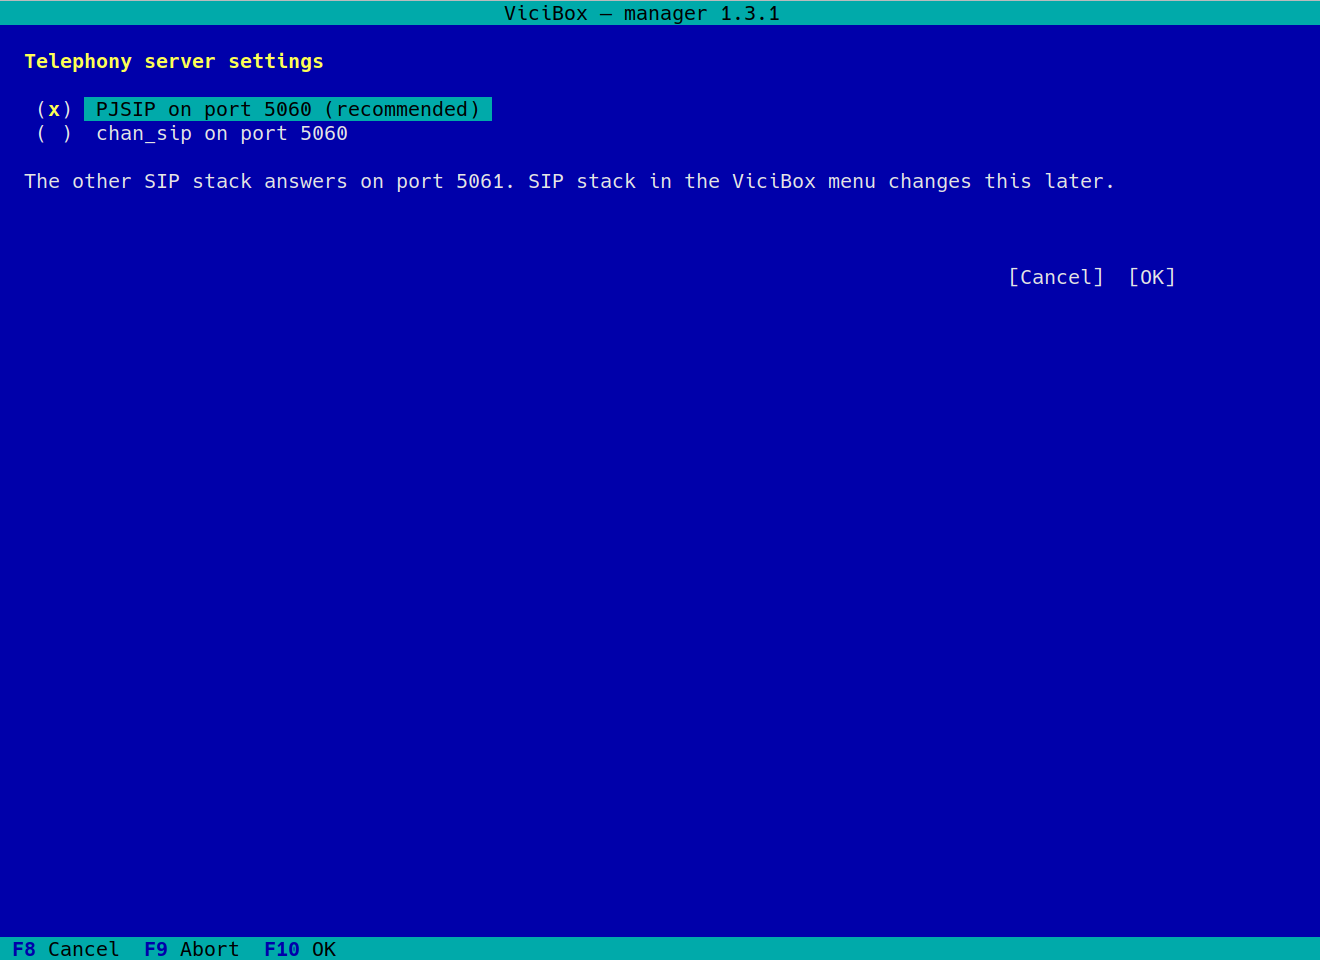 ViciBox — manager 1.3.1
Telephony server settings
(x) PJSIP on port 5060 (recommended)
( ) chan_sip on port 5060
The other SIP stack answers on port 5061. SIP stack in the ViciBox menu changes this later.
[Cancel] [OK]
F8 Cancel F9 Abort F10 OK